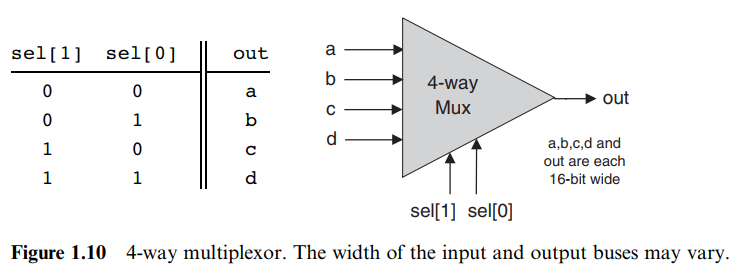 sel[1] sel[0] out
0 0 a
0 1 b
1 0 c
1 1 d
a
b
c
d
4-way
Mux
out
a,b,c,d and
out are each
16-bit wide
sel[1] sel[0]
Figure 1.10 4-way multiplexor. The width of the input and output buses may vary.